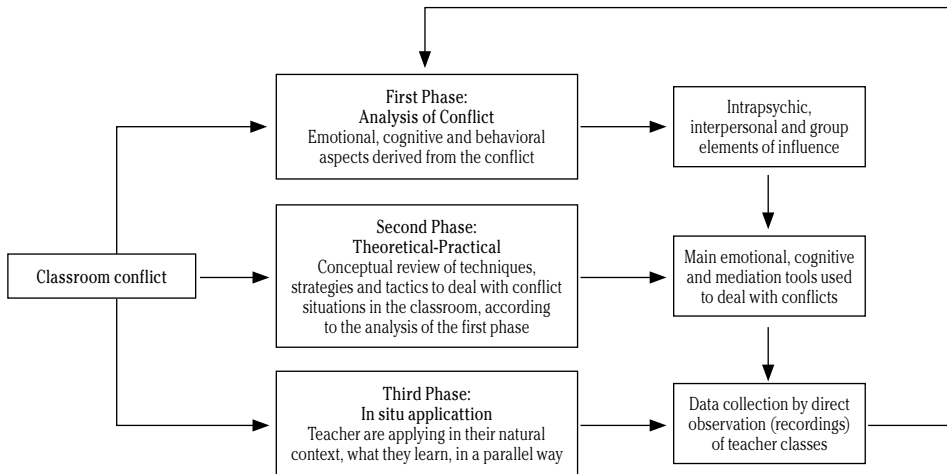 First Phase:
Analysis of Conflict
Emotional, cognitive and behavioral
aspects derived from the conflict
Intrapsychic,
interpersonal and group
elements of influence
Classroom conflict
Second Phase:
Theoretical-Practical
Conceptual review of techniques,
strategies and tactics to deal with conflict
situations in the classroom, according
to the analysis of the first phase
Main emotional, cognitive
and mediation tools used
to deal with conflicts
Third Phase:
In situ applicattion
Teacher are applying in their natural
context, what they learn, in a parallel way
Data collection by direct
observation (recordings)
of teacher classes